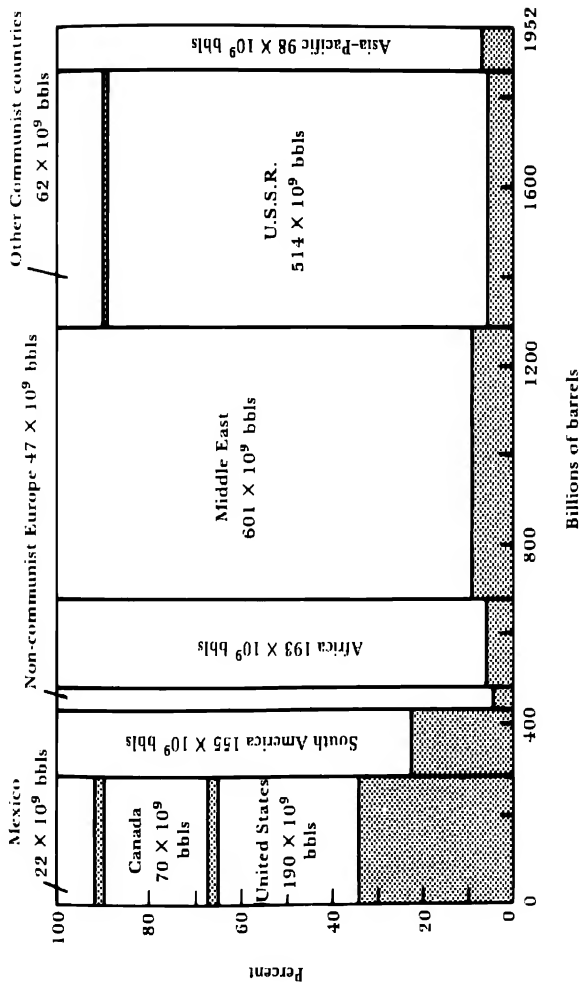 Mexico
22 × 10⁹ bbls
Non-communist Europe 47 × 10⁹ bbls
Other Communist countries
62 × 10⁹ bbls
Percent
100
80
60
40
20
0
Canada
70 × 10⁹
bbls
United States
190 × 10⁹
bbls
South America 155 × 10⁹ bbls
Africa 193 × 10⁹ bbls
Middle East
601 × 10⁹ bbls
U.S.S.R.
514 × 10⁹ bbls
Asia-Pacific 98 × 10⁹ bbls
0
400
800
1200
1600
1952
Billions of barrels